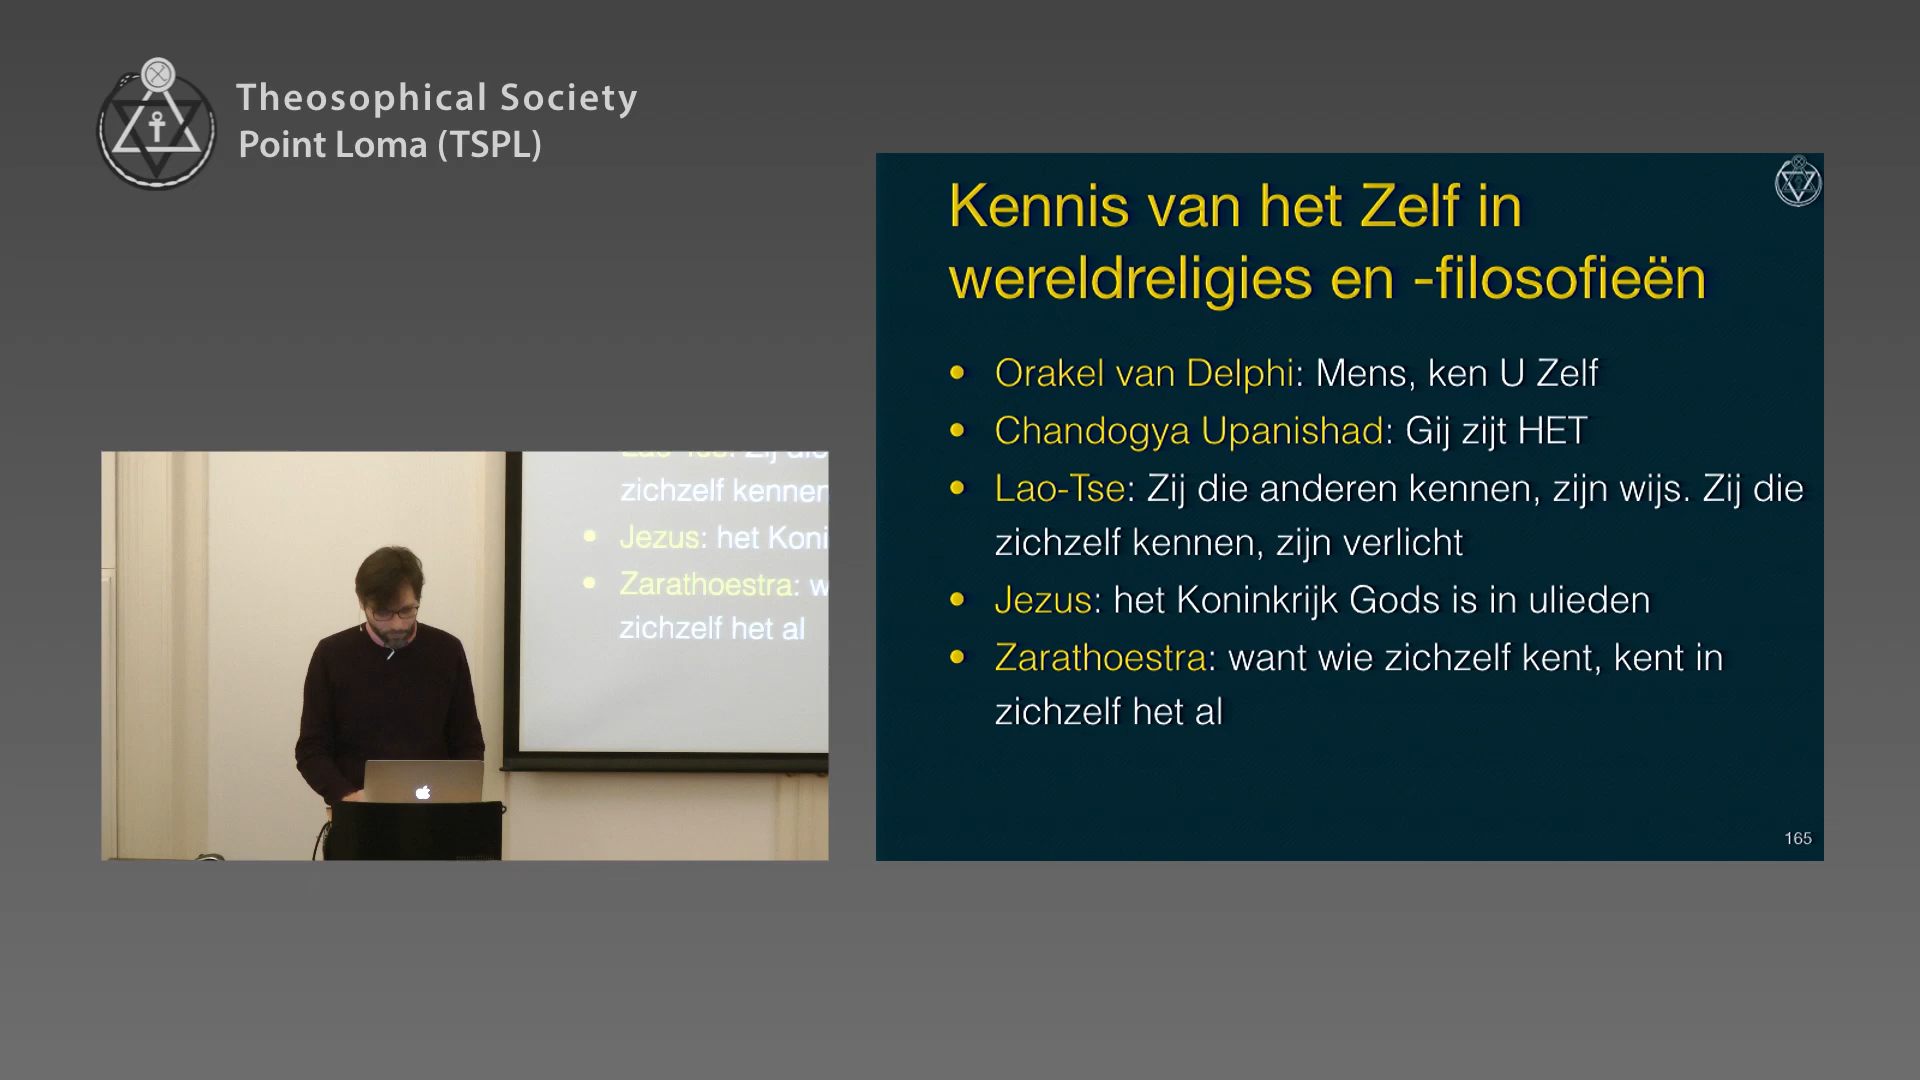 Theosophical Society
Point Loma (TSPL)
Kennis van het Zelf in
wereldreligies en -filosofieën
• Orakel van Delphi: Mens, ken U Zelf
• Chandogya Upanishad: Gij zijt HET
• Lao-Tse: Zij die anderen kennen, zijn wijs. Zij die
zichzelf kennen, zijn verlicht
• Jezus: het Koninkrijk Gods is in ulieden
• Zarathoestra: want wie zichzelf kent, kent in
zichzelf het al
165
zichzelf kennen
• Jezus: het Koni
• Zarathoestra: w
zichzelf het al